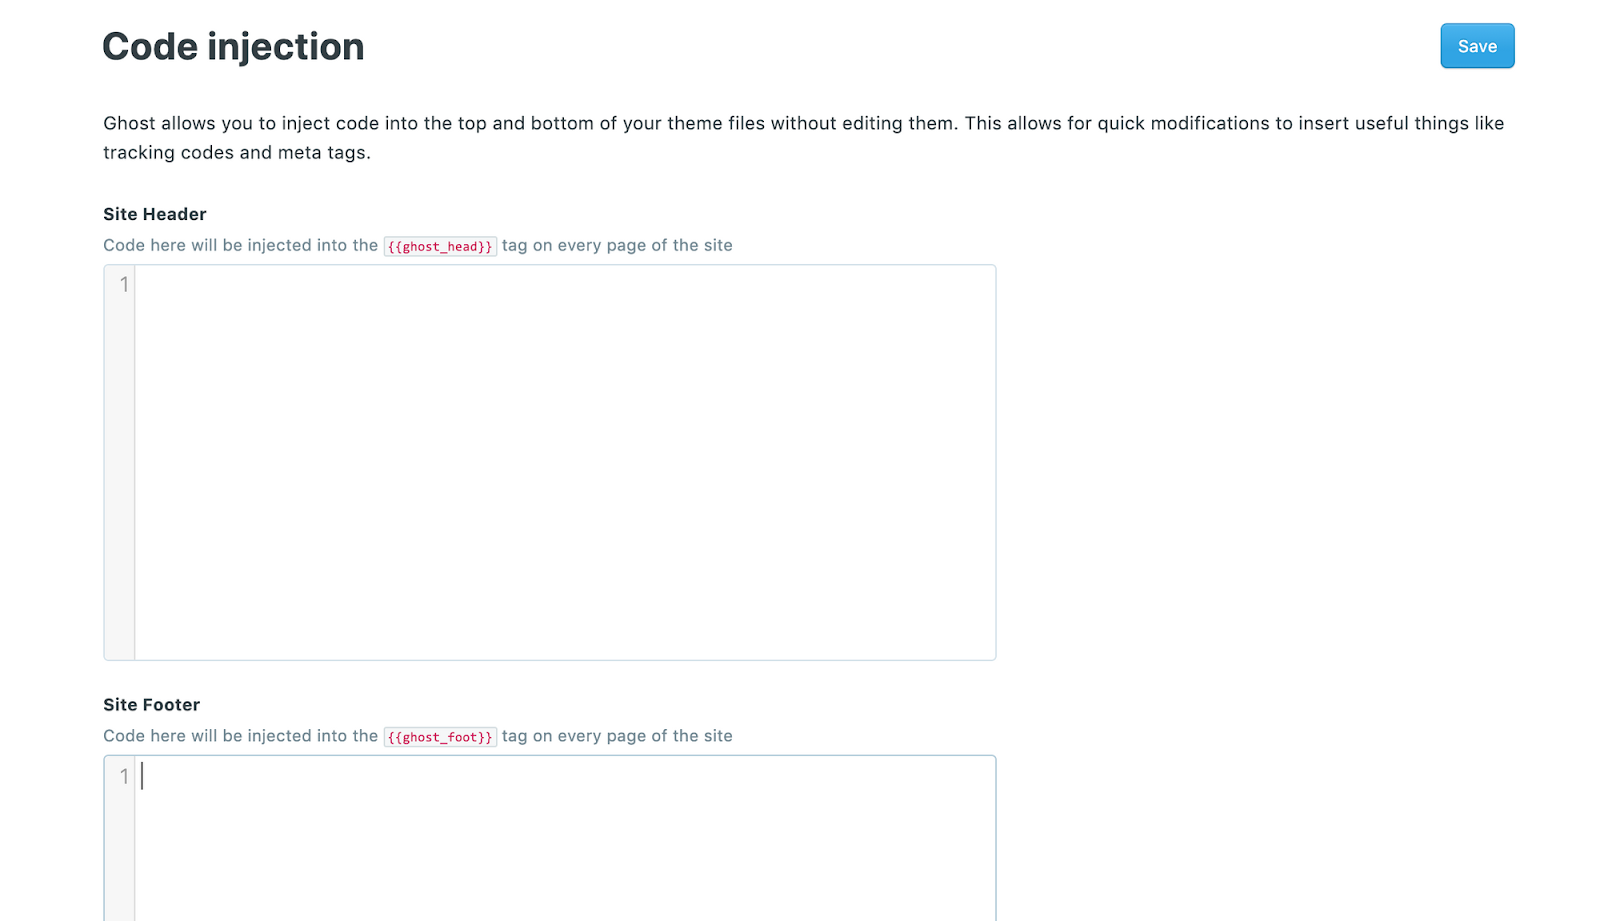 Code injection
Save
Ghost allows you to inject code into the top and bottom of your theme files without editing them. This allows for quick modifications to insert useful things like
tracking codes and meta tags.
Site Header
Code here will be injected into the {{ghost_head}} tag on every page of the site
1
Site Footer
Code here will be injected into the {{ghost_foot}} tag on every page of the site
1